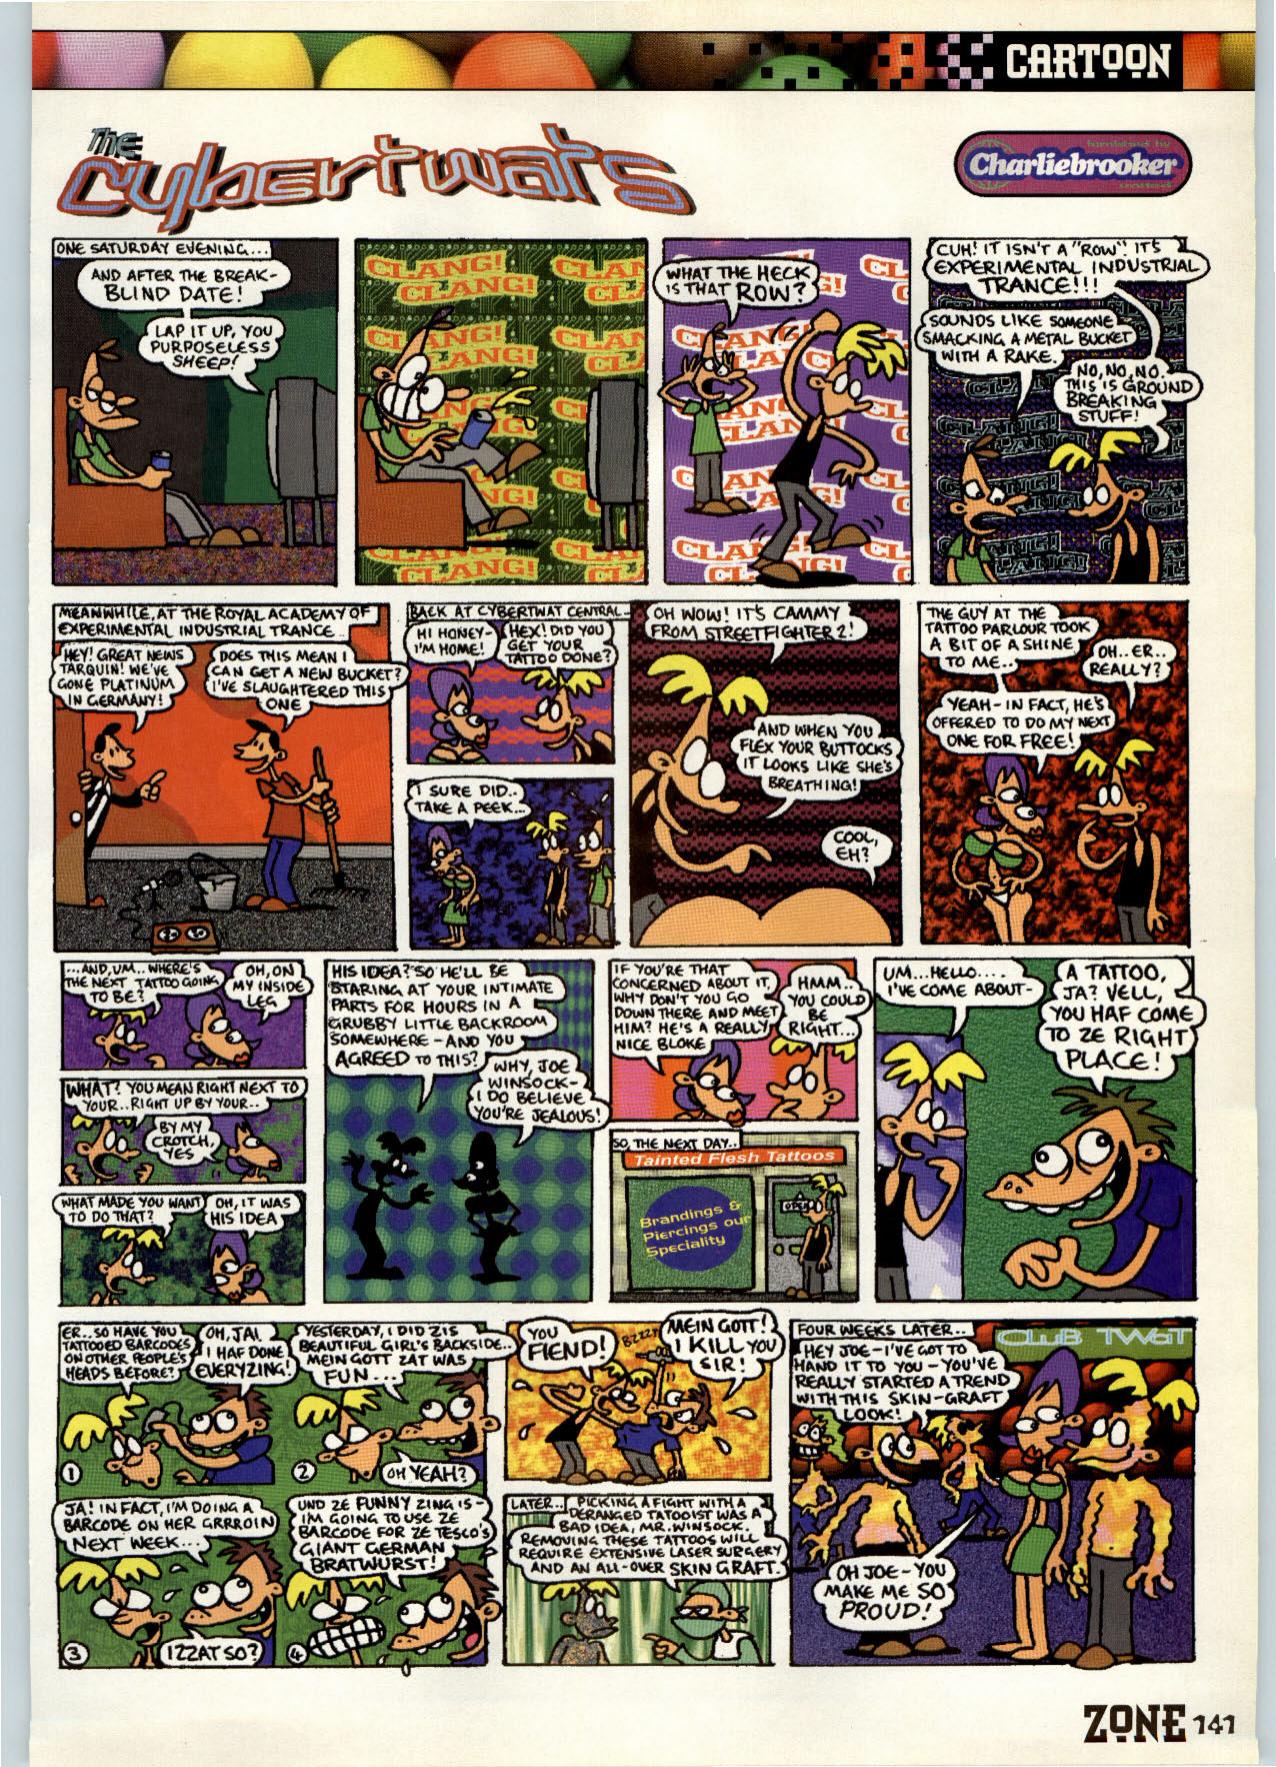 CARTOON
The
Cybertwats
furnished by
Charliebrooker
ONE SATURDAY EVENING...
AND AFTER THE BREAK-
BLIND DATE!
LAP IT UP, YOU
PURPOSELESS
SHEEP!
CLANG!
CLANG!
CLANG!
CLANG!
CLANG!
CLANG!
CLANG!
CLANG!
WHAT THE HECK
IS THAT ROW?
CLANG!
CLANG!
CLANG!
CLANG!
CUH! IT ISN'T A "ROW". IT'S
EXPERIMENTAL INDUSTRIAL
TRANCE!!!
SOUNDS LIKE SOMEONE
SMACKING A METAL BUCKET
WITH A RAKE.
NO, NO, NO.
THIS IS GROUND
BREAKING
STUFF!
MEANWHILE, AT THE ROYAL ACADEMY OF
EXPERIMENTAL INDUSTRIAL TRANCE...
HEY! GREAT NEWS
TARQUIN! WE'VE
GONE PLATINUM
IN GERMANY!
DOES THIS MEAN I
CAN GET A NEW BUCKET?
I'VE SLAUGHTERED THIS
ONE
BACK AT CYBERTWAT CENTRAL...
HI HONEY-
I'M HOME!
HEX! DID YOU
GET YOUR
TATTOO DONE?
I SURE DID..
TAKE A PEEK...
OH WOW! IT'S CAMMY
FROM STREETFIGHTER 2!
AND WHEN YOU
FLEX YOUR BUTTOCKS
IT LOOKS LIKE SHE'S
BREATHING!
COOL,
EH?
THE GUY AT THE
TATTOO PARLOUR TOOK
A BIT OF A SHINE
TO ME..
OH..ER..
REALLY?
YEAH- IN FACT, HE'S
OFFERED TO DO MY NEXT
ONE FOR FREE!
...AND, UM.. WHERE'S
THE NEXT TATTOO GOING
TO BE?
OH, ON
MY INSIDE
LEG
WHAT? YOU MEAN RIGHT NEXT TO
YOUR..RIGHT UP BY YOUR..
BY MY
CROTCH,
YES
WHAT MADE YOU WANT
TO DO THAT?
OH, IT WAS
HIS IDEA
HIS IDEA? SO HE'LL BE
STARING AT YOUR INTIMATE
PARTS FOR HOURS IN A
GRUBBY LITTLE BACKROOM
SOMEWHERE - AND YOU
AGREED TO THIS?
WHY, JOE
WINSOCK-
I DO BELIEVE
YOU'RE JEALOUS!
IF YOU'RE THAT
CONCERNED ABOUT IT,
WHY DON'T YOU GO
DOWN THERE AND MEET
HIM? HE'S A REALLY
NICE BLOKE
HMM..
YOU COULD
BE
RIGHT...
SO, THE NEXT DAY..
Tainted Flesh Tattoos
Brandings &
Piercings our
Speciality
OPEN
UM...HELLO....
I'VE COME ABOUT-
A TATTOO,
JA? VELL,
YOU HAF COME
TO ZE RIGHT
PLACE!
ER..SO HAVE YOU
TATTOOED BARCODES
ON OTHER PEOPLE'S
HEADS BEFORE?
OH, JA!
I HAF DONE
EVERYZING!
1
YESTERDAY, I DID ZIS
BEAUTIFUL GIRL'S BACKSIDE..
MEIN GOTT ZAT WAS
FUN...
OH YEAH?
2
JA! IN FACT, I'M DOING A
BARCODE ON HER GRRROIN
NEXT WEEK...
IZZAT SO?
3
UND ZE FUNNY ZING IS-
I'M GOING TO USE ZE
BARCODE FOR ZE TESCO'S
GIANT GERMAN
BRATWURST!
4
YOU
FIEND!
BZZZT
MEIN GOTT!
I KILL YOU
SIR!
LATER...
PICKING A FIGHT WITH A
DERANGED TATOOIST WAS A
BAD IDEA, MR.WINSOCK.
REMOVING THESE TATTOOS WILL
REQUIRE EXTENSIVE LASER SURGERY
AND AN ALL-OVER SKIN GRAFT.
FOUR WEEKS LATER..
CLUB TWAT
HEY JOE - I'VE GOT TO
HAND IT TO YOU - YOU'VE
REALLY STARTED A TREND
WITH THIS SKIN-GRAFT
LOOK!
OH JOE - YOU
MAKE ME SO
PROUD!
ZONE 141